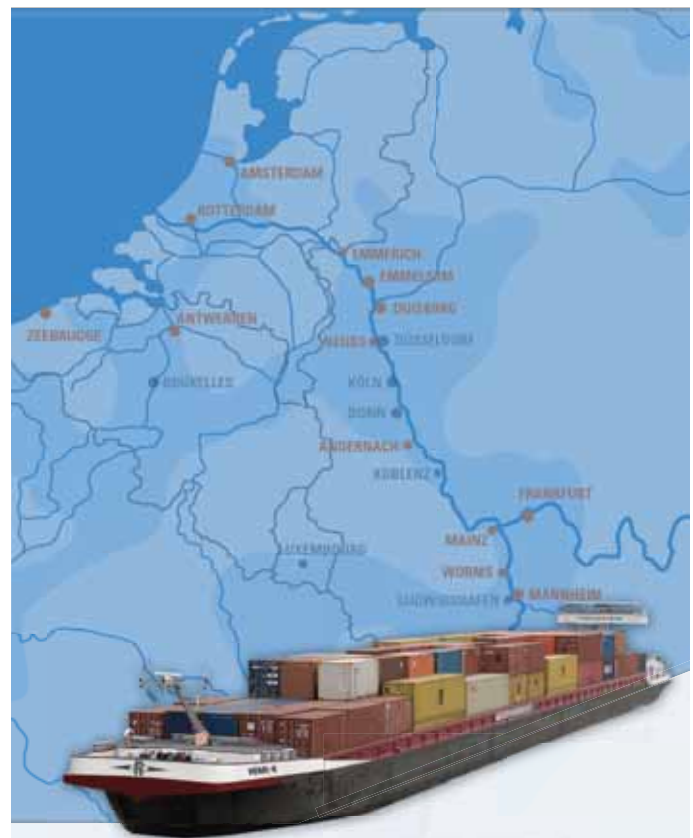 AMSTERDAM
ROTTERDAM
EMMERICH
EMMELSUM
DUISBURG
ZEEBRUGGE
ANTWERPEN
NEUSS
DÜSSELDORF
BRUXELLES
KÖLN
BONN
ANDERNACH
KOBLENZ
FRANKFURT
MAINZ
LUXEMBOURG
WORMS
LUDWIGSHAFEN
MANNHEIM